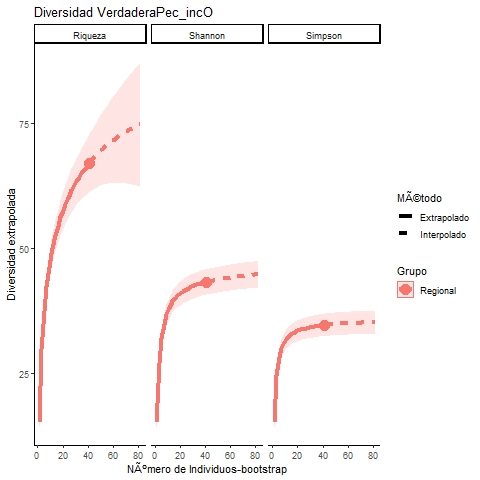 Diversidad VerdaderaPec_incO
Riqueza
Shannon
Simpson
75
50
25
Diversidad extrapolada
0 20 40 60 80
0 20 40 60 80
0 20 40 60 80
NÃºmero de Individuos-bootstrap
MÃ©todo
Extrapolado
Interpolado
Grupo
Regional